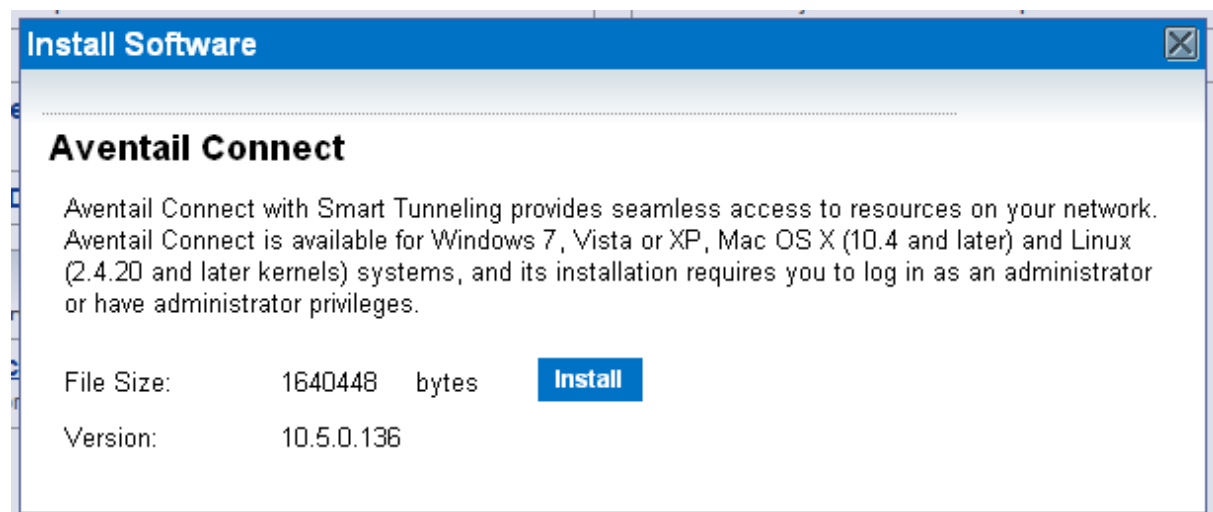 Install Software
Aventail Connect
Aventail Connect with Smart Tunneling provides seamless access to resources on your network.
Aventail Connect is available for Windows 7, Vista or XP, Mac OS X (10.4 and later) and Linux
(2.4.20 and later kernels) systems, and its installation requires you to log in as an administrator
or have administrator privileges.
File Size: 1640448 bytes Install
Version: 10.5.0.136